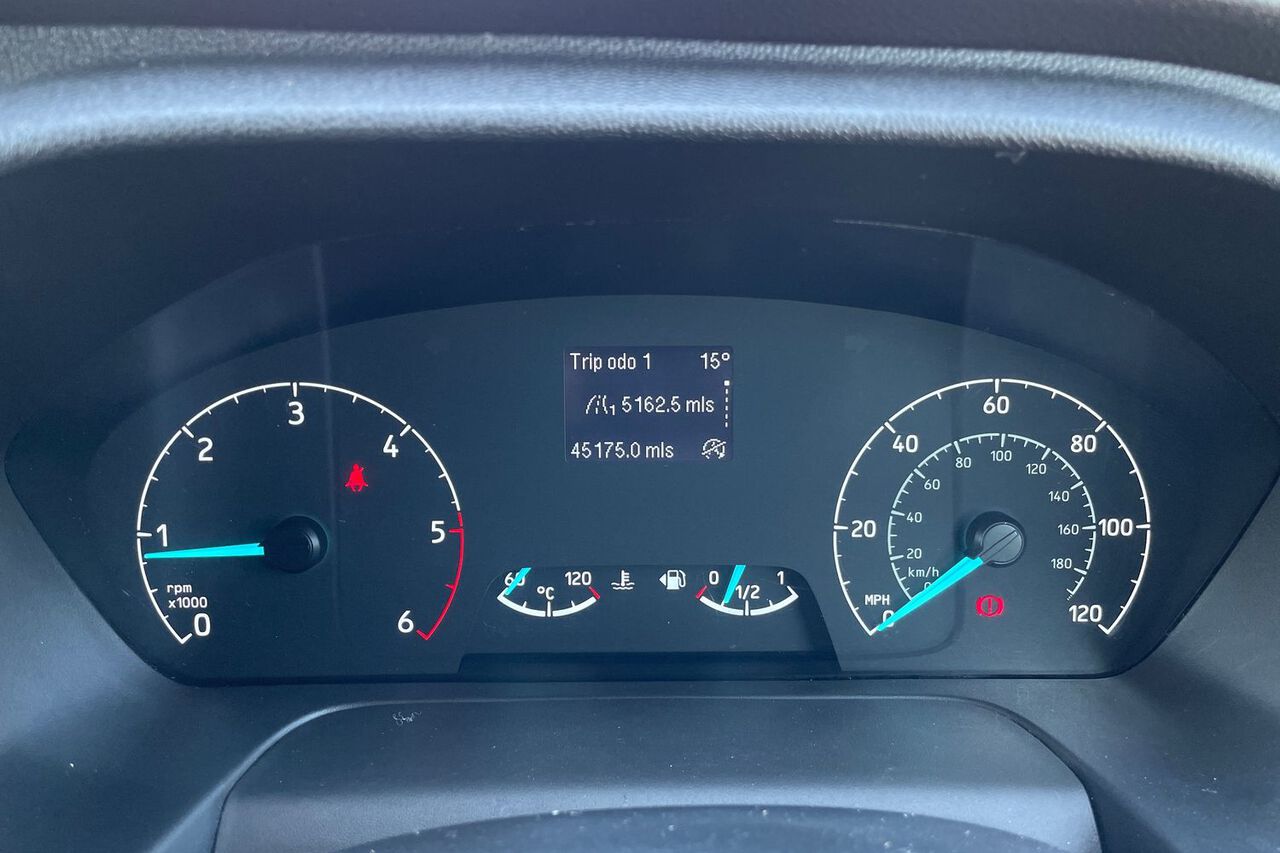 Trip odo 1 15°
1 5162.5 mls
45175.0 mls
0 1 2 3 4 5 6
rpm
x1000
60 120
°C
0 1/2 1
0 20 40 60 80 100 120
MPH
20 40 60 80 100 120 140 160 180
km/h